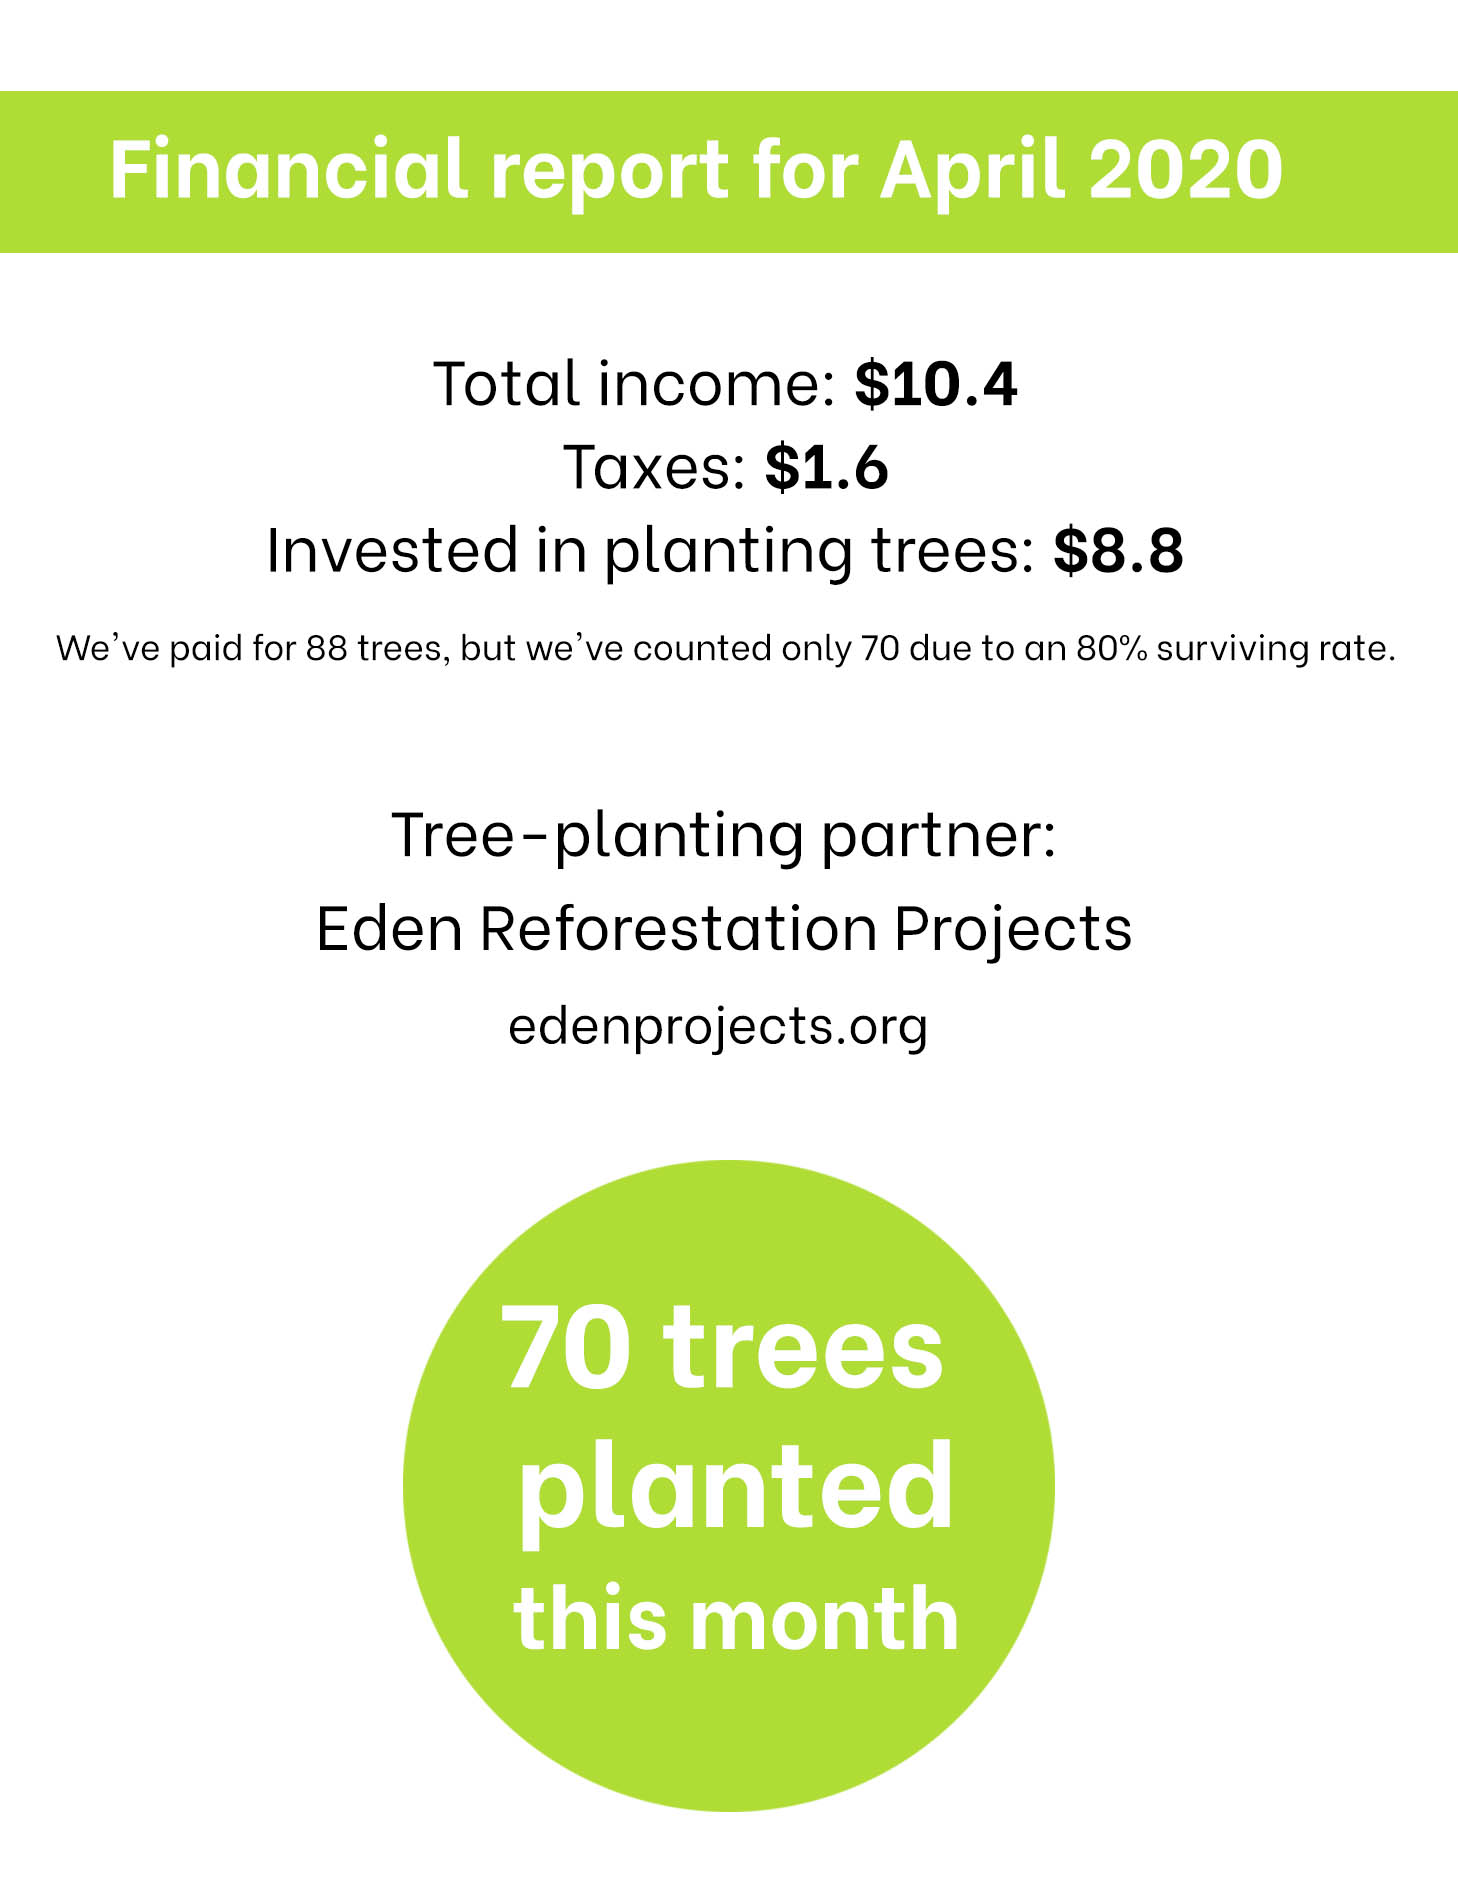 Financial report for April 2020
Total income: $10.4
Taxes: $1.6
Invested in planting trees: $8.8
We've paid for 88 trees, but we've counted only 70 due to an 80% surviving rate.
Tree-planting partner:
Eden Reforestation Projects
edenprojects.org
70 trees
planted
this month